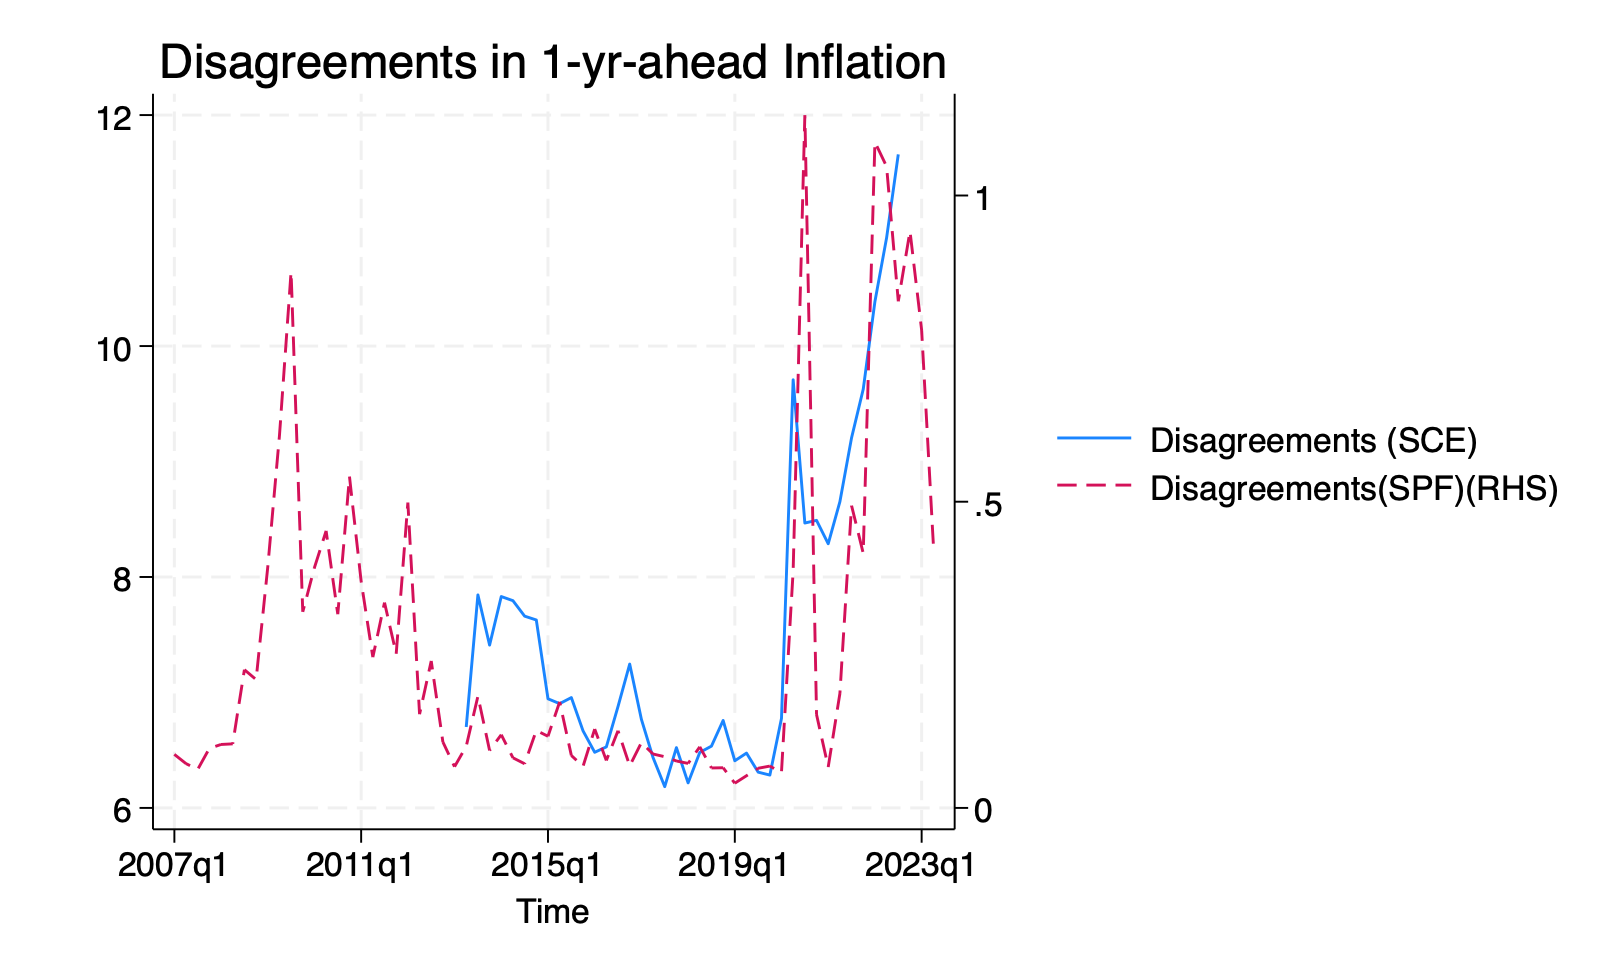 Disagreements in 1-yr-ahead Inflation
12
10
8
6
1
.5
0
2007q1 2011q1 2015q1 2019q1 2023q1
Time
Disagreements (SCE)
Disagreements(SPF)(RHS)